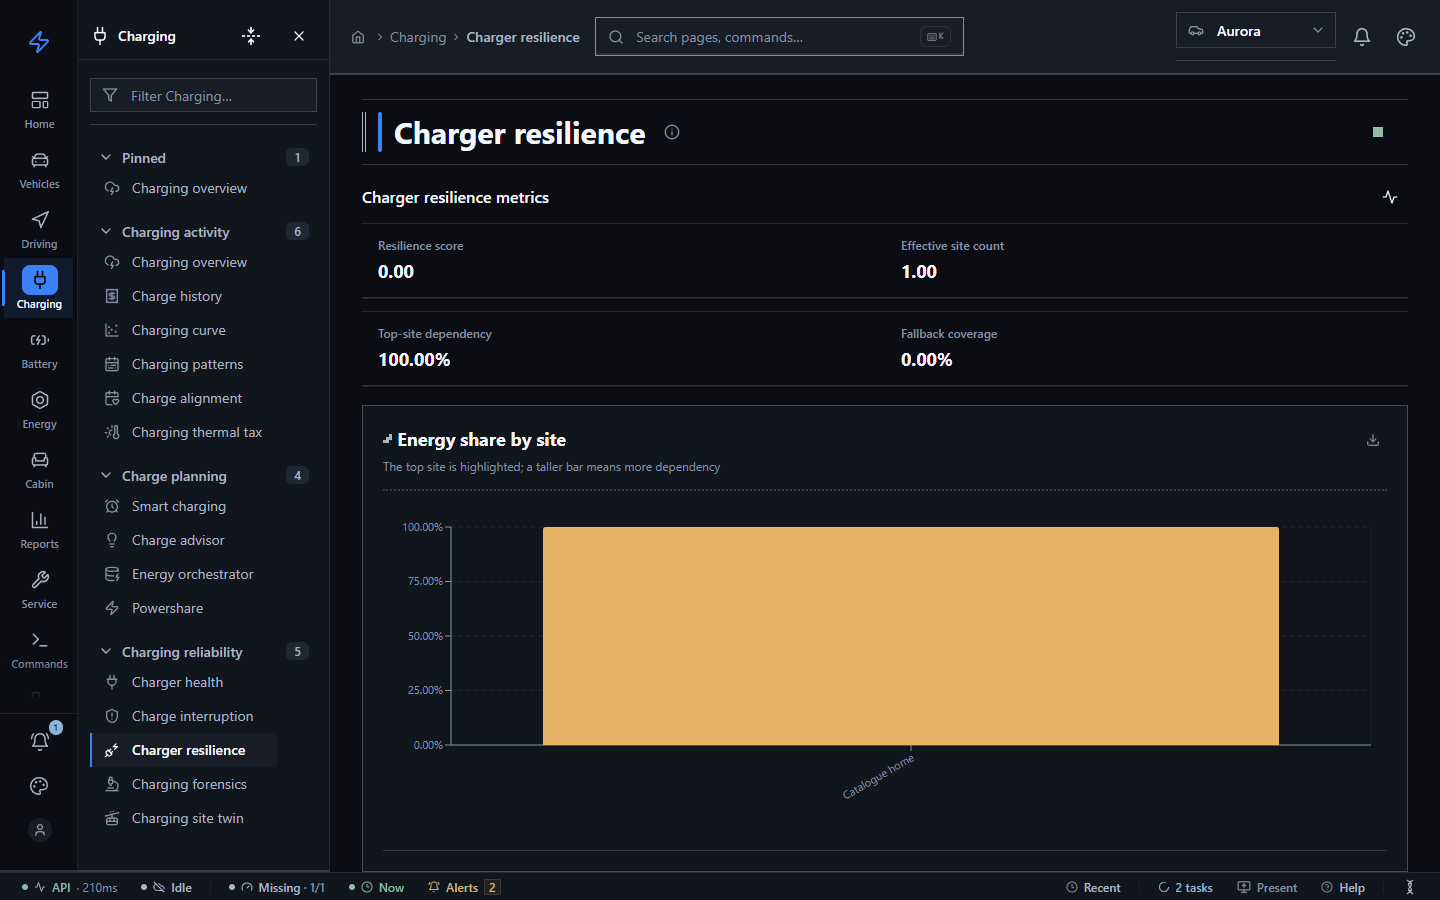 Home
Vehicles
Driving
Charging
Battery
Energy
Cabin
Reports
Service
Commands
1
Charging
Filter Charging...
Pinned 1
Charging overview
Charging activity 6
Charging overview
Charge history
Charging curve
Charging patterns
Charge alignment
Charging thermal tax
Charge planning 4
Smart charging
Charge advisor
Energy orchestrator
Powershare
Charging reliability 5
Charger health
Charge interruption
Charger resilience
Charging forensics
Charging site twin
Charging > Charger resilience
Search pages, commands... K
Aurora
Charger resilience
Charger resilience metrics
Resilience score
0.00
Effective site count
1.00
Top-site dependency
100.00%
Fallback coverage
0.00%
Energy share by site
The top site is highlighted; a taller bar means more dependency
100.00%
75.00%
50.00%
25.00%
0.00%
Catalogue home
API · 210ms Idle Missing · 1/1 Now Alerts 2 Recent 2 tasks Present Help